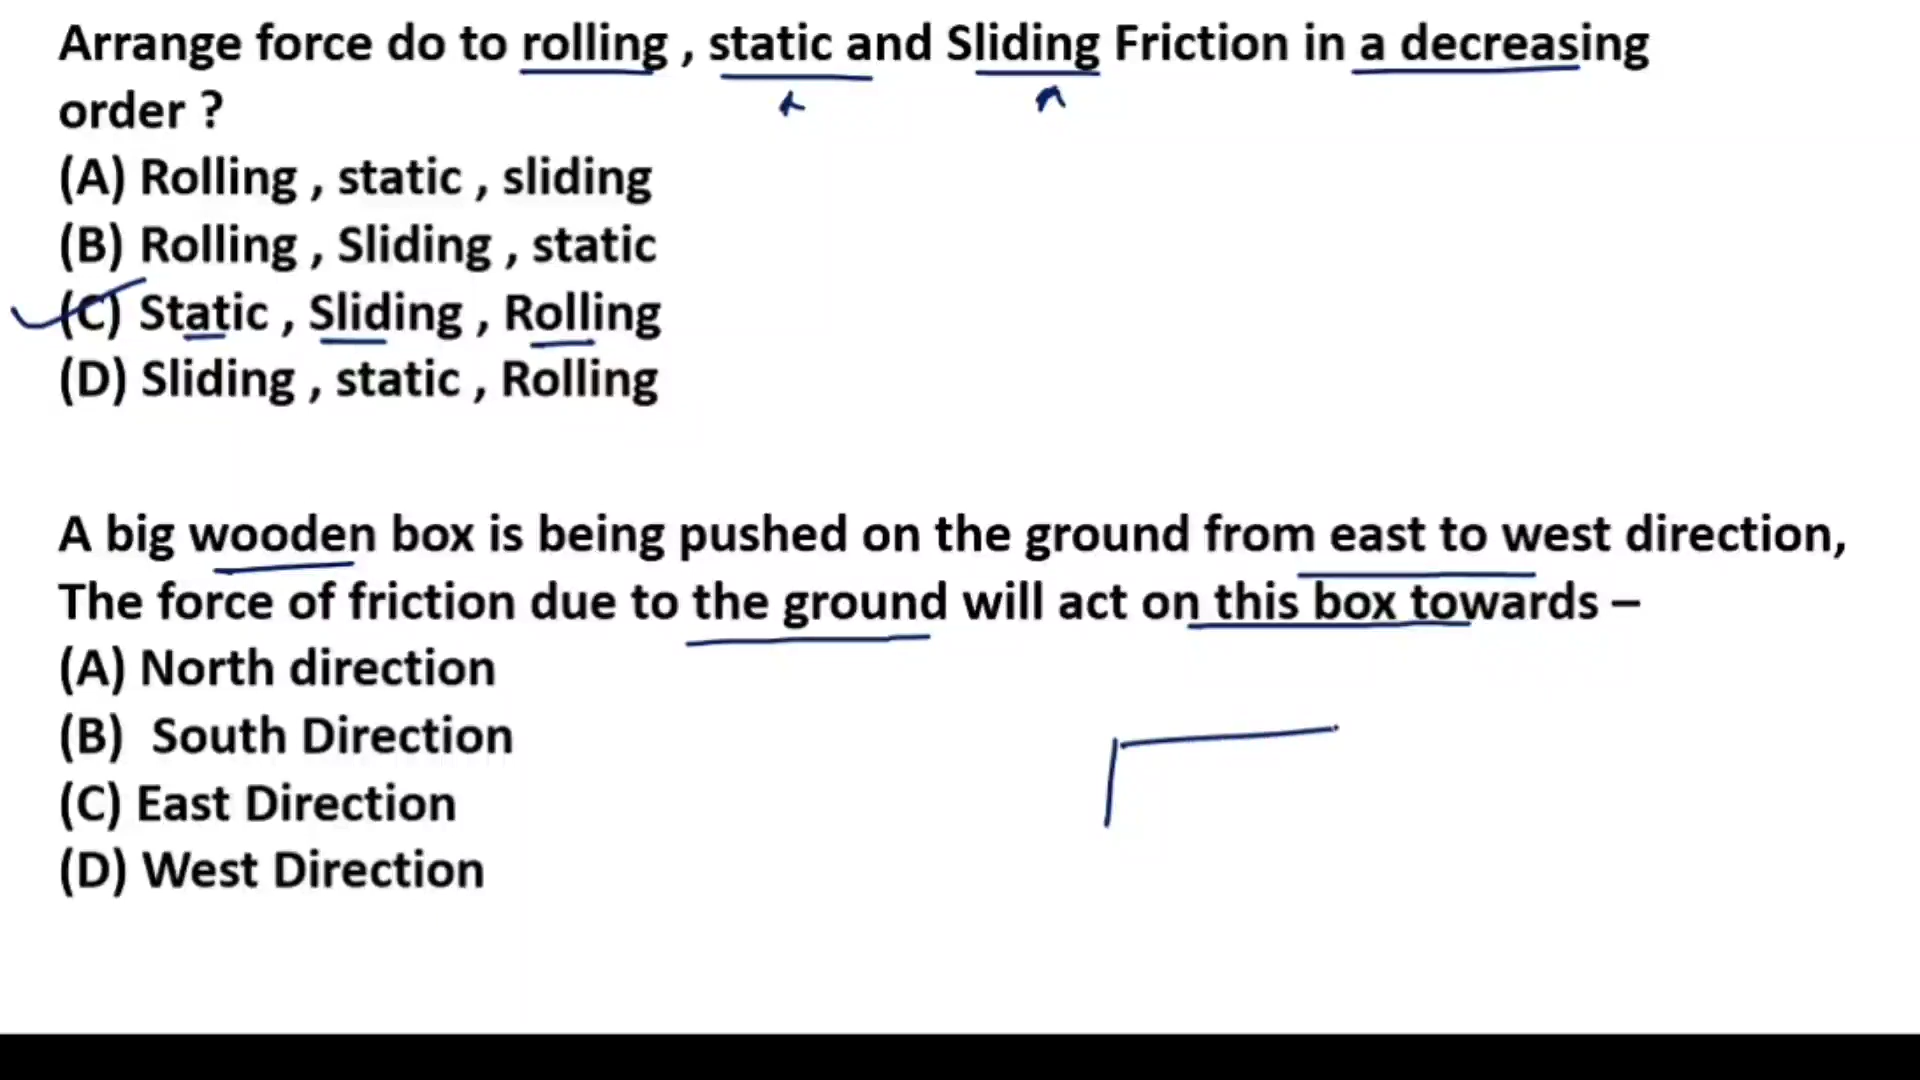 Arrange force do to rolling , static and Sliding Friction in a decreasing
order ?
(A) Rolling , static , sliding
(B) Rolling , Sliding , static
(C) Static , Sliding , Rolling
(D) Sliding , static , Rolling
A big wooden box is being pushed on the ground from east to west direction,
The force of friction due to the ground will act on this box towards –
(A) North direction
(B) South Direction
(C) East Direction
(D) West Direction